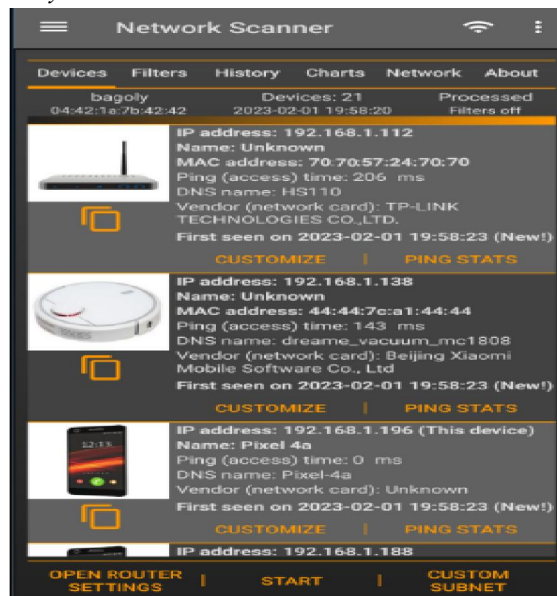 Network Scanner
Devices Filters History Charts Network About
bagoly Devices: 21 Processed
04:42:1a:7b:42:42 2023-02-01 19:58:20 Filters off
IP address: 192.168.1.112
Name: Unknown
MAC address: 70:70:57:24:70:70
Ping (access) time: 206 ms
DNS name: HS110
Vendor (network card): TP-LINK
TECHNOLOGIES CO.,LTD.
First seen on 2023-02-01 19:58:23 (New!)
CUSTOMIZE | PING STATS
IP address: 192.168.1.138
Name: Unknown
MAC address: 44:44:7c:a1:44:44
Ping (access) time: 143 ms
DNS name: dreame_vacuum_mc1808
Vendor (network card): Beijing Xiaomi
Mobile Software Co., Ltd
First seen on 2023-02-01 19:58:23 (New!)
CUSTOMIZE | PING STATS
12:13
IP address: 192.168.1.196 (This device)
Name: Pixel 4a
Ping (access) time: 0 ms
DNS name: Pixel-4a
Vendor (network card): Unknown
First seen on 2023-02-01 19:58:23 (New!)
CUSTOMIZE | PING STATS
IP address: 192.168.1.188
OPEN ROUTER SETTINGS | START | CUSTOM SUBNET